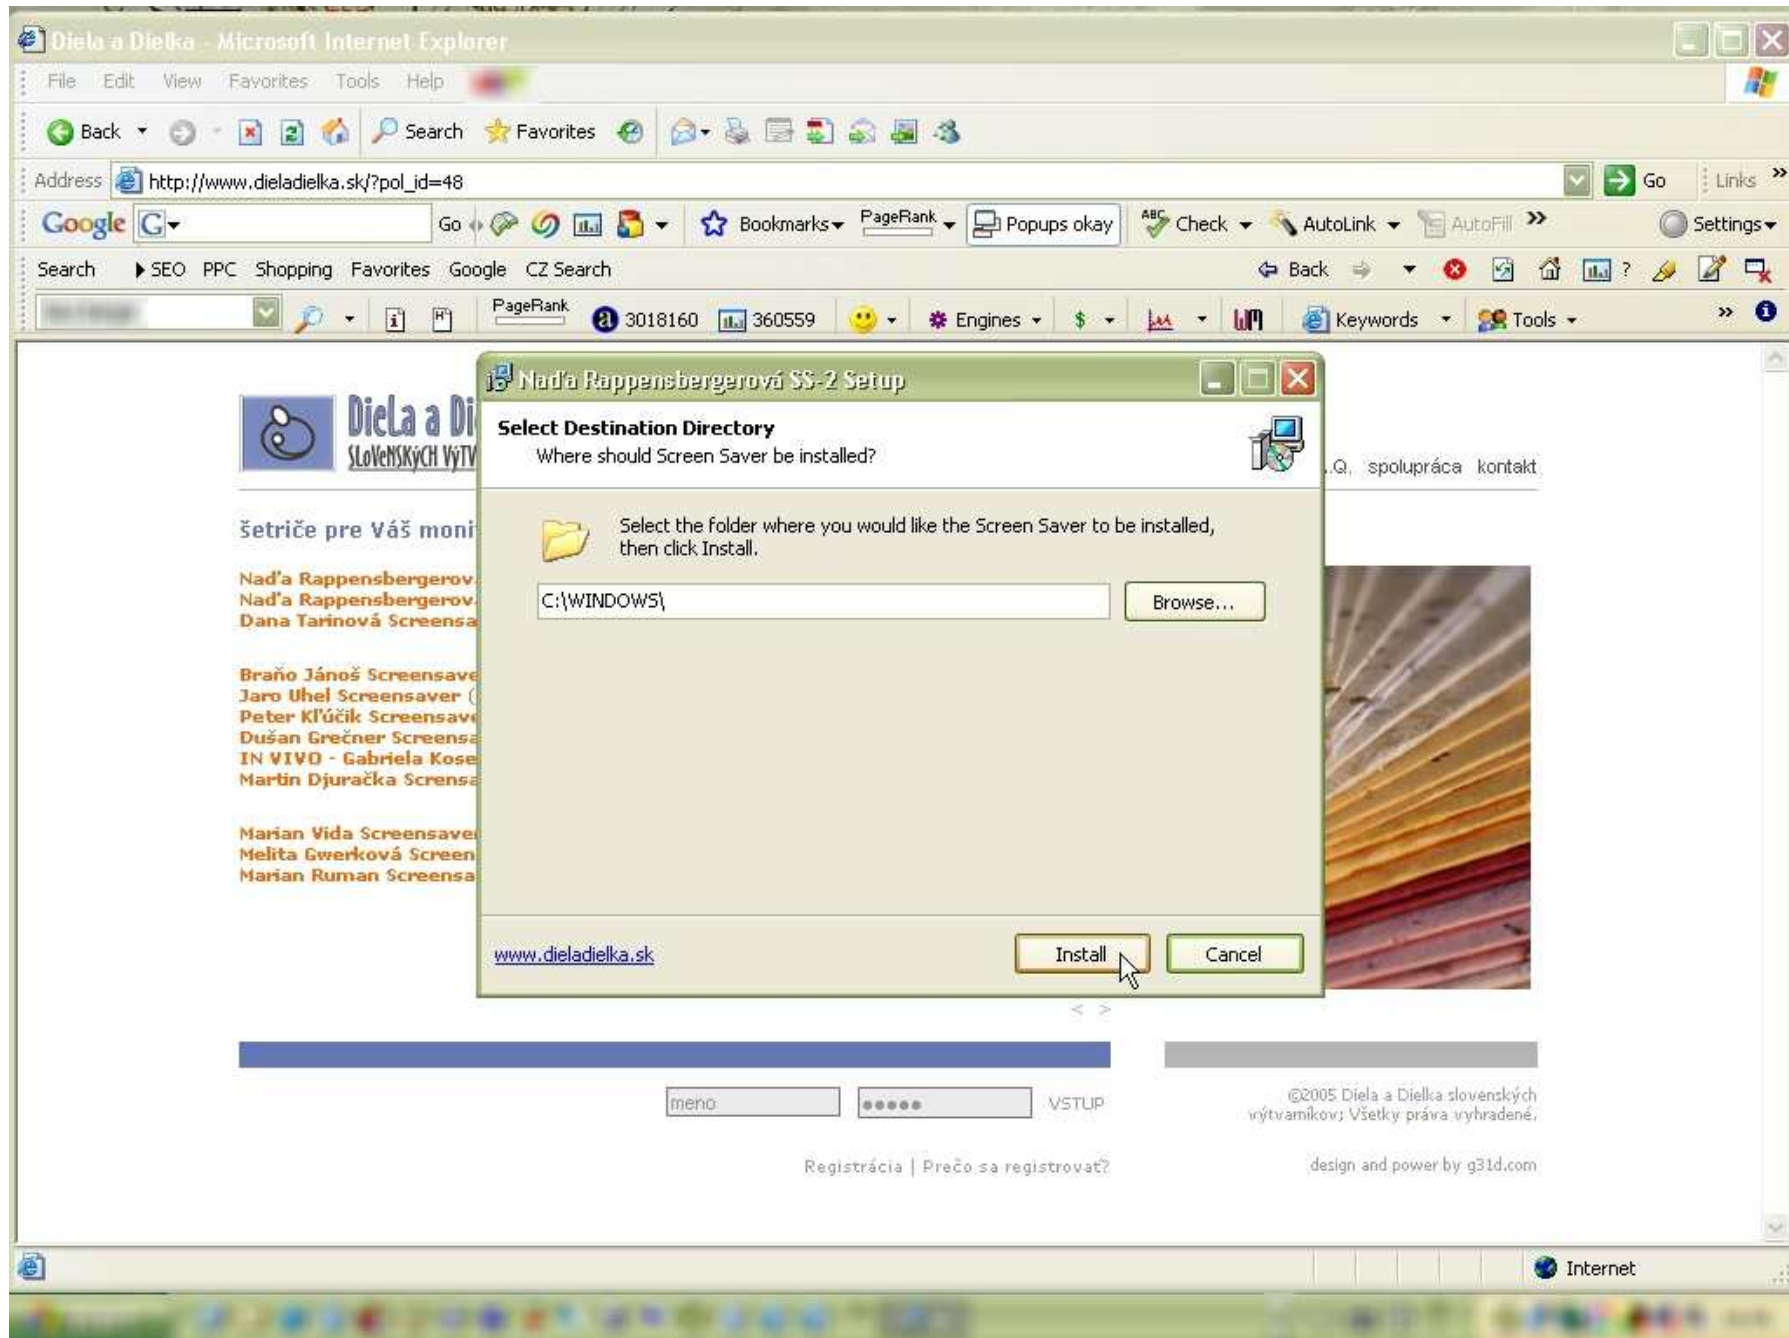 Diela a Dielka - Microsoft Internet Explorer
File Edit View Favorites Tools Help
Back Search Favorites
Address http://www.dieladielka.sk/?pol_id=48 Go Links »
Google G Go Bookmarks PageRank Popups okay ABC Check AutoLink AutoFill » Settings
Search SEO PPC Shopping Favorites Google CZ Search Back ?
PageRank 3018160 360559 Engines $ Keywords Tools »
Naďa Rappensbergerová SS-2 Setup
Select Destination Directory
Where should Screen Saver be installed?
Select the folder where you would like the Screen Saver to be installed,
then click Install.
C:\WINDOWS\ Browse...
www.dieladielka.sk Install Cancel
DieLa a Di
SLoVeNSKýCH VýTV
.Q. spolupráca kontakt
šetriče pre Váš moni
Naďa Rappensbergerov
Naďa Rappensbergerov
Dana Tarinová Screensa
Braňo Jánoš Screensave
Jaro Uhel Screensaver (
Peter Kľúčik Screensave
Dušan Grečner Screensa
IN VIVO - Gabriela Kose
Martin Djuračka Scrensa
Marian Vida Screensaver
Melita Gwerková Screen
Marian Ruman Screensa
< >
meno ●●●●● VSTUP
Registrácia | Prečo sa registrovať?
©2005 Diela a Dielka slovenských
výtvarníkov; Všetky práva vyhradené.
design and power by g31d.com
Internet